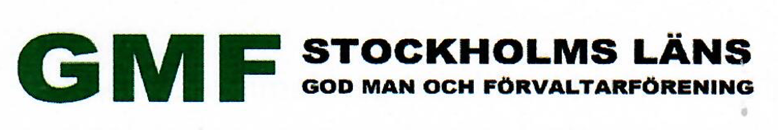 GMF STOCKHOLMS LÄNS
GOD MAN OCH FÖRVALTARFÖRENING